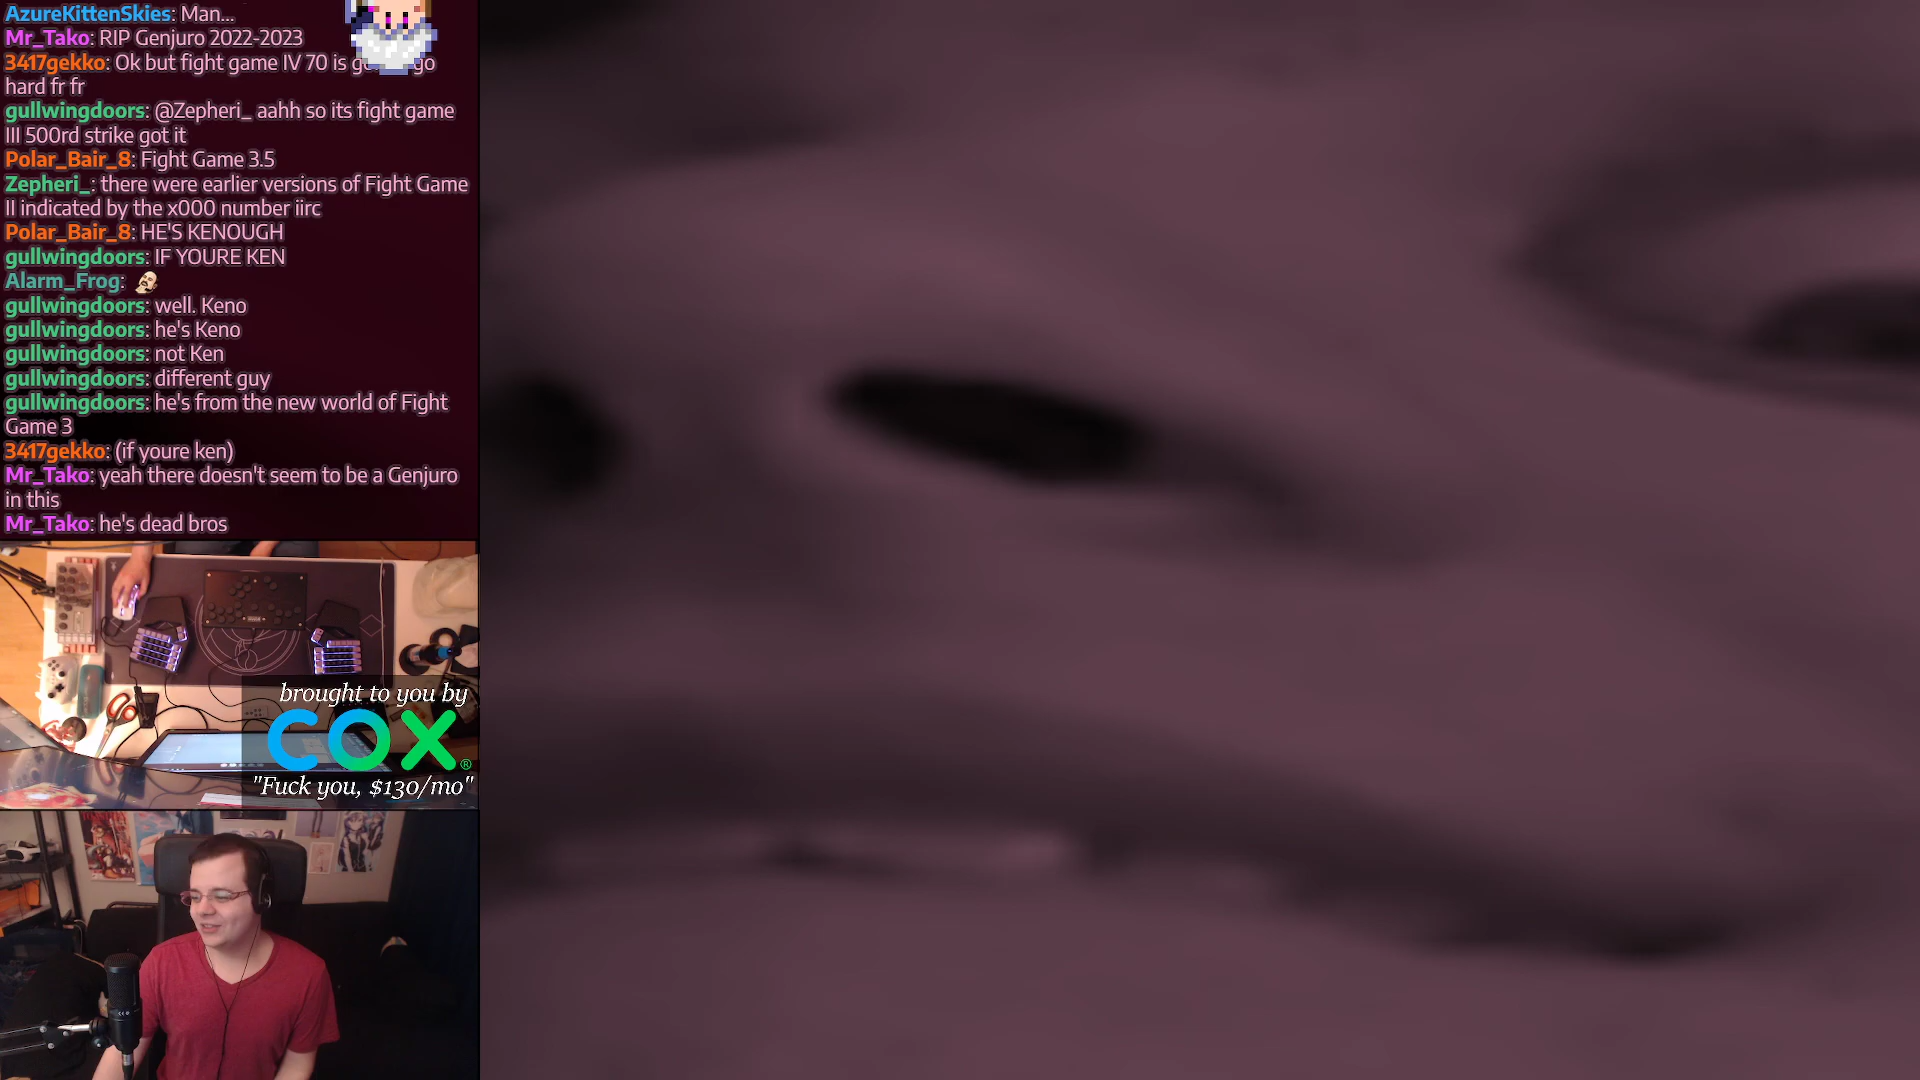 AzureKittenSkies: Man...
Mr_Tako: RIP Genjuro 2022-2023
3417gekko: Ok but fight game IV 70 is go
hard fr fr
gullwingdoors: @Zepheri_ aahh so its fight game
III 500rd strike got it
Polar_Bair_8: Fight Game 3.5
Zepheri_: there were earlier versions of Fight Game
II indicated by the x000 number iirc
Polar_Bair_8: HE'S KENOUGH
gullwingdoors: IF YOURE KEN
Alarm_Frog:
gullwingdoors: well. Keno
gullwingdoors: he's Keno
gullwingdoors: not Ken
gullwingdoors: different guy
gullwingdoors: he's from the new world of Fight
Game 3
3417gekko: (if youre ken)
Mr_Tako: yeah there doesn't seem to be a Genjuro
in this
Mr_Tako: he's dead bros
brought to you by
COX®
"Fuck you, $130/mo"